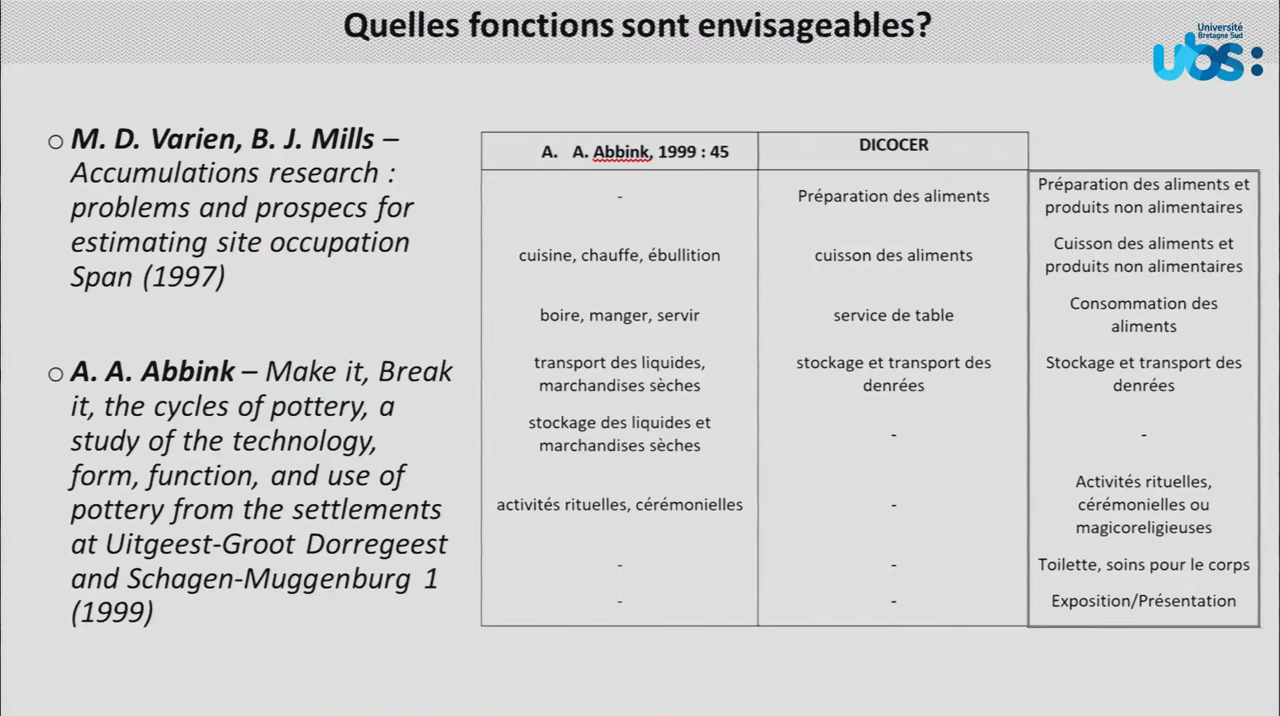 Quelles fonctions sont envisageables?
Université
Bretagne Sud
ubs:
○ M. D. Varien, B. J. Mills –
Accumulations research :
problems and prospecs for
estimating site occupation
Span (1997)
○ A. A. Abbink – Make it, Break
it, the cycles of pottery, a
study of the technology,
form, function, and use of
pottery from the settlements
at Uitgeest-Groot Dorregeest
and Schagen-Muggenburg 1
(1999)
A. A. Abbink, 1999 : 45
DICOCER
-
Préparation des aliments
Préparation des aliments et
produits non alimentaires
cuisine, chauffe, ébullition
cuisson des aliments
Cuisson des aliments et
produits non alimentaires
boire, manger, servir
service de table
Consommation des
aliments
transport des liquides,
marchandises sèches
stockage et transport des
denrées
Stockage et transport des
denrées
stockage des liquides et
marchandises sèches
-
-
activités rituelles, cérémonielles
-
Activités rituelles,
cérémonielles ou
magicoreligieuses
-
-
Toilette, soins pour le corps
-
-
Exposition/Présentation